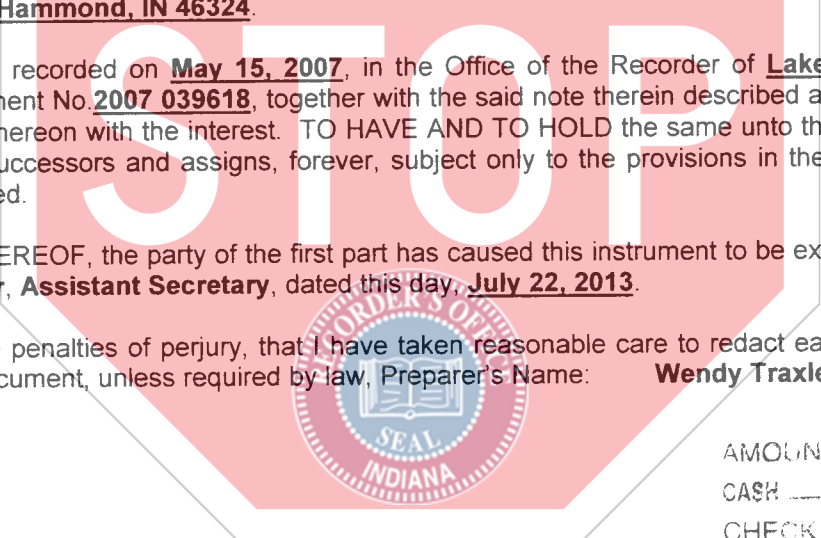 Hammond, IN 46324.
STOP
recorded on May 15, 2007, in the Office of the Recorder of Lake
ent No.2007 039618, together with the said note therein described a
hereon with the interest. TO HAVE AND TO HOLD the same unto th
uccessors and assigns, forever, subject only to the provisions in the
ed.
EREOF, the party of the first part has caused this instrument to be ex
r, Assistant Secretary, dated this day, July 22, 2013.
penalties of perjury, that I have taken reasonable care to redact ea
cument, unless required by law, Preparer's Name: Wendy Traxle
RECORDER'S OFFICE
SEAL
INDIANA
AMOUN
CASH
CHECK